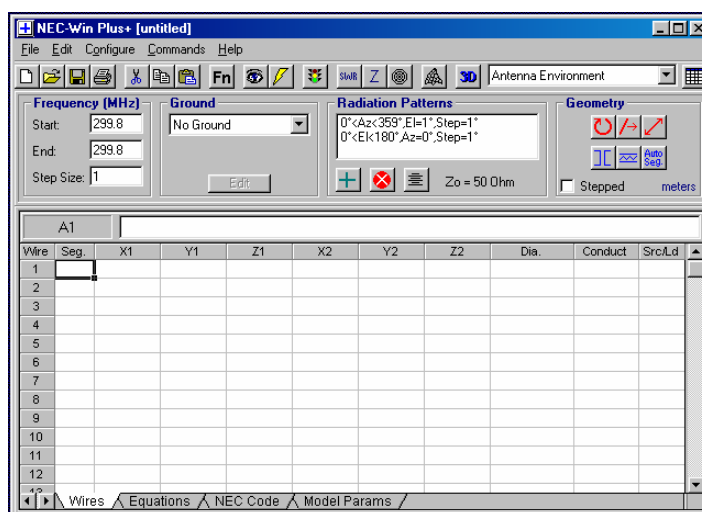 NEC-Win Plus+ [untitled]
File Edit Configure Commands Help
Fn SWR Z 3D Antenna Environment
Frequency (MHz) Ground Radiation Patterns Geometry
Start: 299.8 No Ground 0°<Az<359°,El=1°,Step=1°
0°<El<180°,Az=0°,Step=1°
End: 299.8
Auto
Seg.
Step Size: 1 Edit Zo = 50 Ohm Stepped meters
A1
Wire Seg. X1 Y1 Z1 X2 Y2 Z2 Dia. Conduct Src/Ld
1
2
3
4
5
6
7
8
9
10
11
12
13
Wires Equations NEC Code Model Params